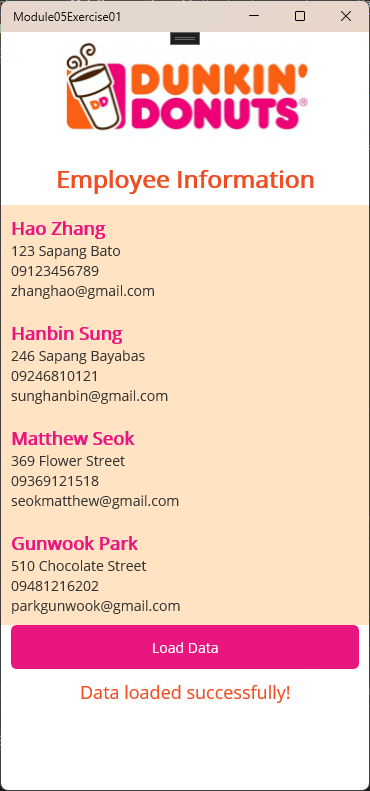 Module05Exercise01
DUNKIN'
DONUTS®
DD
Employee Information
Hao Zhang
123 Sapang Bato
09123456789
zhanghao@gmail.com
Hanbin Sung
246 Sapang Bayabas
09246810121
sunghanbin@gmail.com
Matthew Seok
369 Flower Street
09369121518
seokmatthew@gmail.com
Gunwook Park
510 Chocolate Street
09481216202
parkgunwook@gmail.com
Load Data
Data loaded successfully!